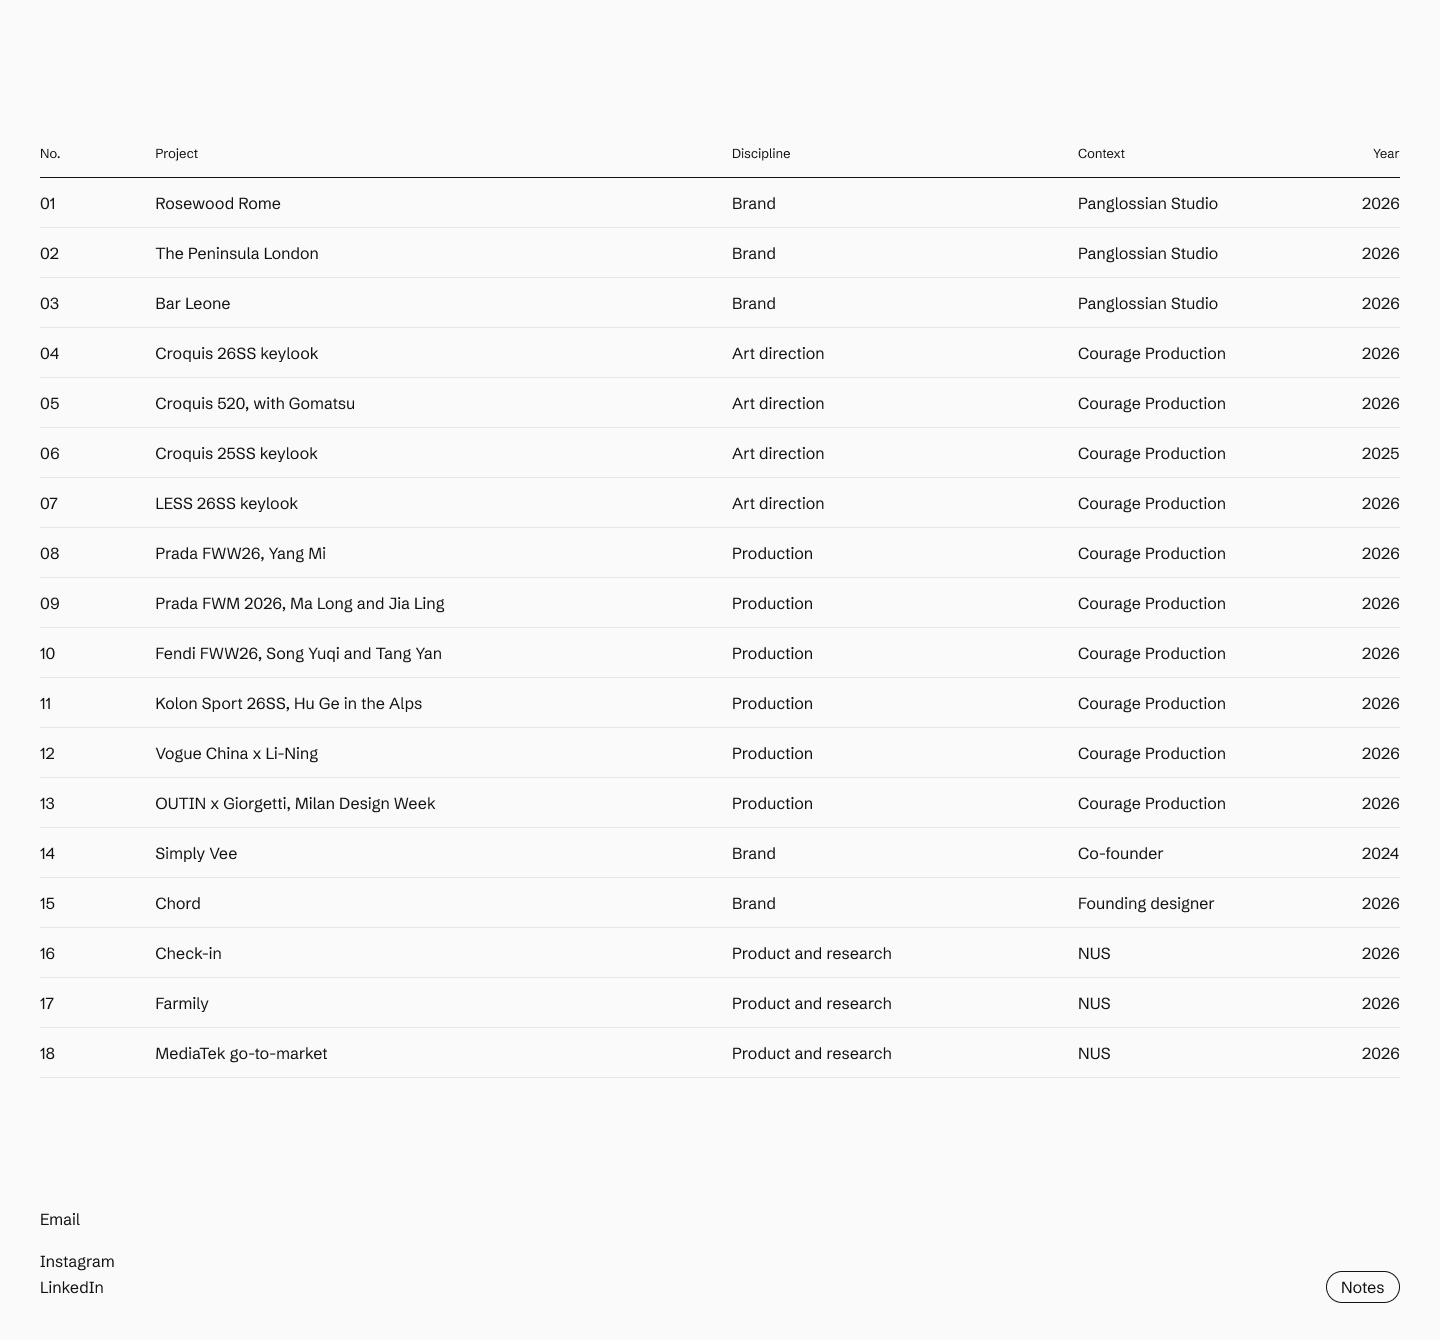 No. Project Discipline Context Year
01 Rosewood Rome Brand Panglossian Studio 2026
02 The Peninsula London Brand Panglossian Studio 2026
03 Bar Leone Brand Panglossian Studio 2026
04 Croquis 26SS keylook Art direction Courage Production 2026
05 Croquis 520, with Gomatsu Art direction Courage Production 2026
06 Croquis 25SS keylook Art direction Courage Production 2025
07 LESS 26SS keylook Art direction Courage Production 2026
08 Prada FWW26, Yang Mi Production Courage Production 2026
09 Prada FWM 2026, Ma Long and Jia Ling Production Courage Production 2026
10 Fendi FWW26, Song Yuqi and Tang Yan Production Courage Production 2026
11 Kolon Sport 26SS, Hu Ge in the Alps Production Courage Production 2026
12 Vogue China x Li-Ning Production Courage Production 2026
13 OUTIN x Giorgetti, Milan Design Week Production Courage Production 2026
14 Simply Vee Brand Co-founder 2024
15 Chord Brand Founding designer 2026
16 Check-in Product and research NUS 2026
17 Farmily Product and research NUS 2026
18 MediaTek go-to-market Product and research NUS 2026
Email
Instagram
LinkedIn
Notes